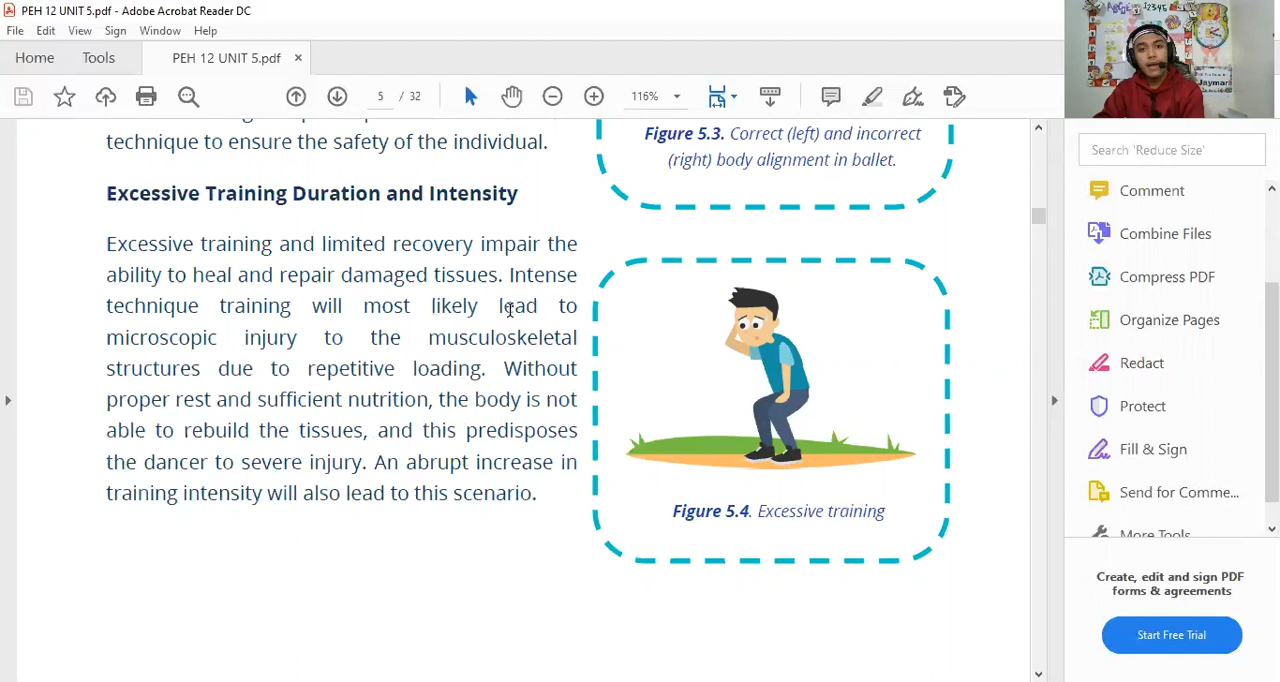 PEH 12 UNIT 5.pdf - Adobe Acrobat Reader DC
File Edit View Sign Window Help
Home Tools PEH 12 UNIT 5.pdf ×
5 / 32 116%
technique to ensure the safety of the individual.
Excessive Training Duration and Intensity
Excessive training and limited recovery impair the
ability to heal and repair damaged tissues. Intense
technique training will most likely lead to
microscopic injury to the musculoskeletal
structures due to repetitive loading. Without
proper rest and sufficient nutrition, the body is not
able to rebuild the tissues, and this predisposes
the dancer to severe injury. An abrupt increase in
training intensity will also lead to this scenario.
Figure 5.3. Correct (left) and incorrect
(right) body alignment in ballet.
Figure 5.4. Excessive training
Search 'Reduce Size'
Comment
Combine Files
Compress PDF
Organize Pages
Redact
Protect
Fill & Sign
Send for Comme...
More Tools
Create, edit and sign PDF
forms & agreements
Start Free Trial